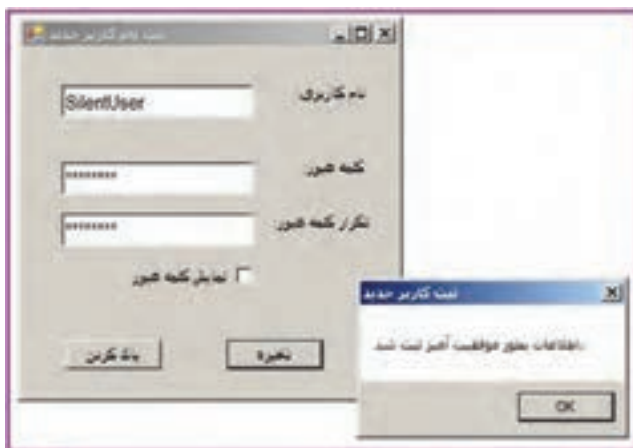 ثبت نام کاربر جدید
نام کاربری:
SilentUser
کلمه عبور:
********
تکرار کلمه عبور:
********
نمایش کلمه عبور
ذخیره
پاک کردن
ثبت کاربر جدید
اطلاعات بطور موفقیت آمیز ثبت شد.
OK